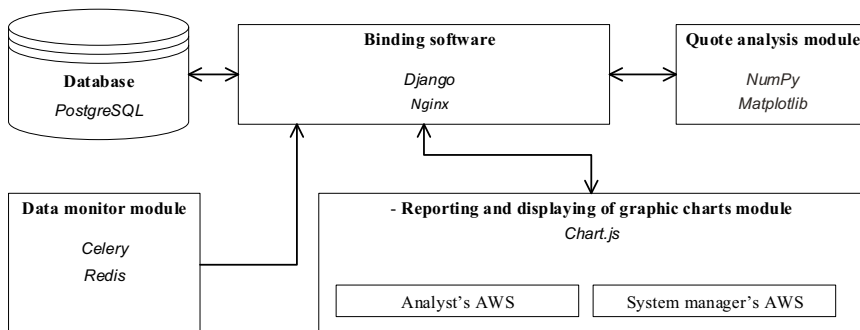 Database
PostgreSQL
Binding software
Django
Nginx
Quote analysis module
NumPy
Matplotlib
Data monitor module
Celery
Redis
- Reporting and displaying of graphic charts module
Chart.js
Analyst's AWS
System manager's AWS